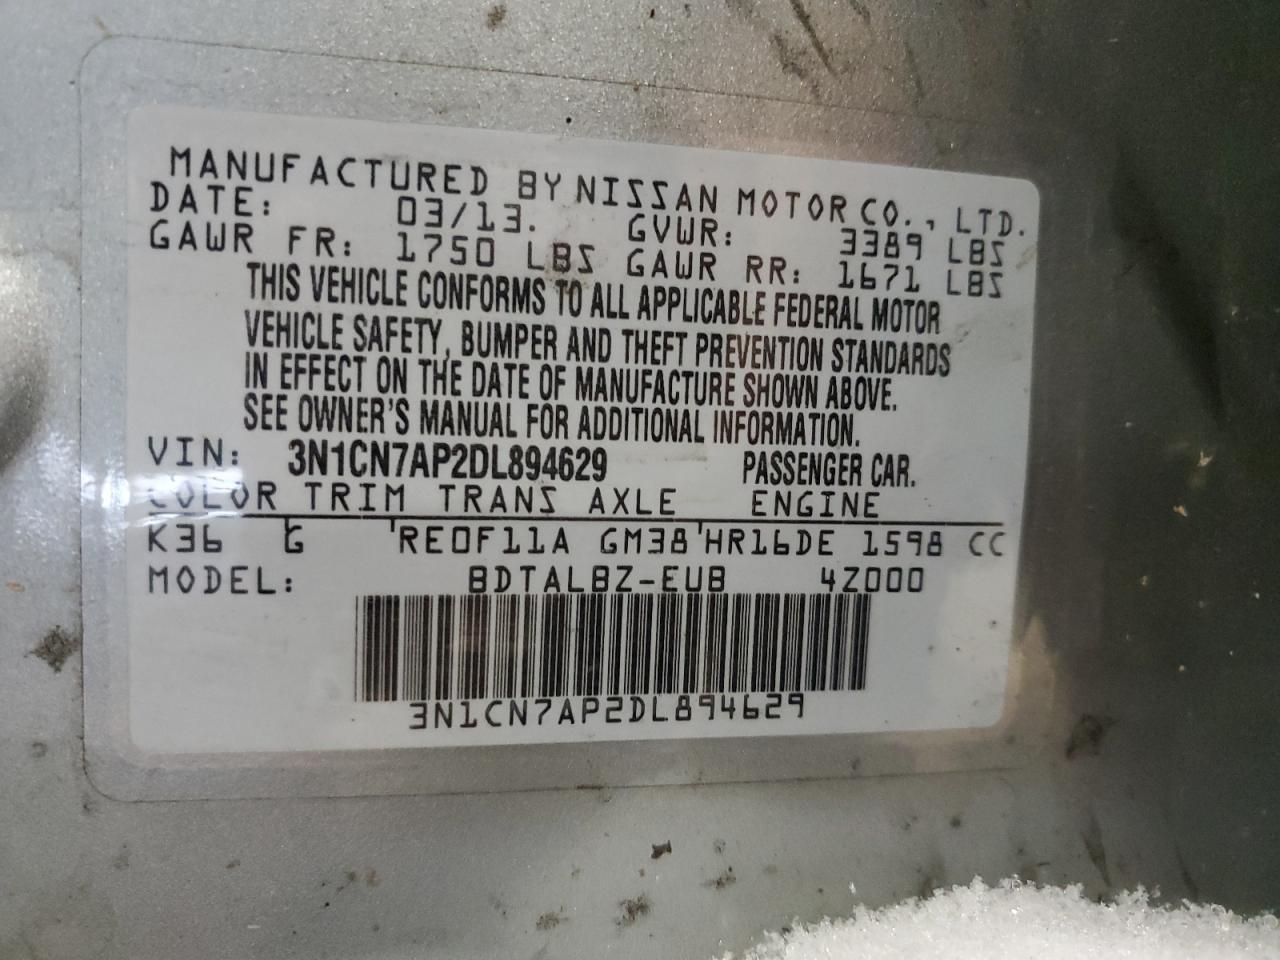 MANUFACTURED BY NISSAN MOTOR CO., LTD.
DATE: 03/13. GVWR: 3389 LBS
GAWR FR: 1750 LBS GAWR RR: 1671 LBS
THIS VEHICLE CONFORMS TO ALL APPLICABLE FEDERAL MOTOR
VEHICLE SAFETY, BUMPER AND THEFT PREVENTION STANDARDS
IN EFFECT ON THE DATE OF MANUFACTURE SHOWN ABOVE.
SEE OWNER'S MANUAL FOR ADDITIONAL INFORMATION.
VIN: 3N1CN7AP2DL894629 PASSENGER CAR.
COLOR TRIM TRANS AXLE ENGINE
K36 G RE0F11A GM38 HR16DE 1598 CC
MODEL: BDTALBZ-EUB 4Z000
3N1CN7AP2DL894629